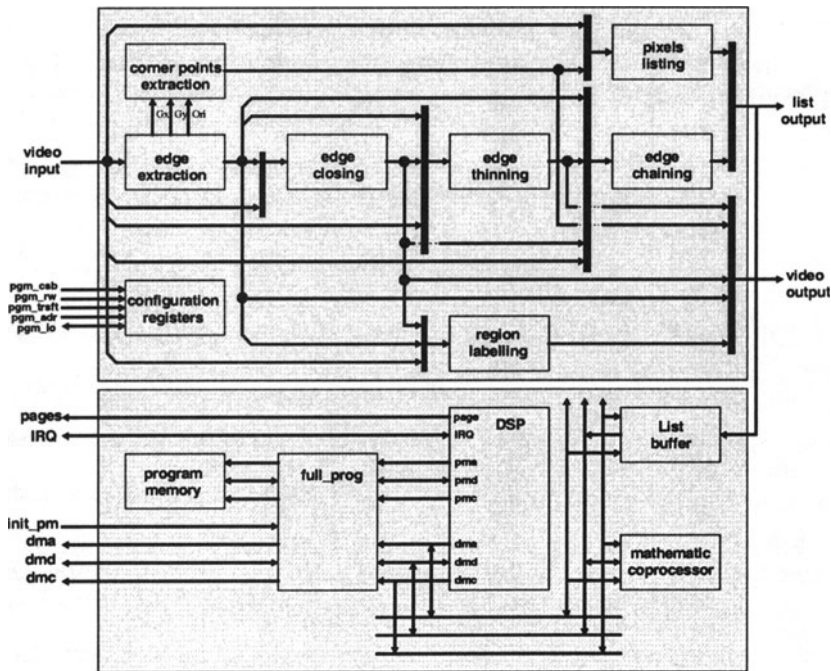 corner points
extraction
pixels
listing
list
output
Gx Gy Ori
video
input
edge
extraction
edge
closing
edge
thinning
edge
chaining
video
output
pgm_csb
pgm_rw
pgm_trsft
pgm_adr
pgm_io
configuration
registers
region
labelling
pages
IRQ
page
IRQ
DSP
List
buffer
program
memory
full_prog
pma
pmd
pmc
init_pm
dma
dmd
dmc
dma
dmd
dmc
mathematic
coprocessor